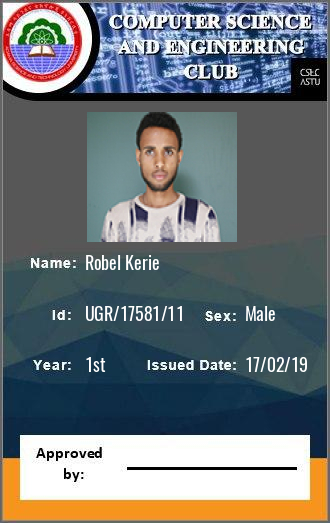 COMPUTER SCIENCE
AND ENGINEERING
CLUB
CSEC
ASTU
Name: Robel Kerie
Id: UGR/17581/11 Sex: Male
Year: 1st Issued Date: 17/02/19
Approved
by: